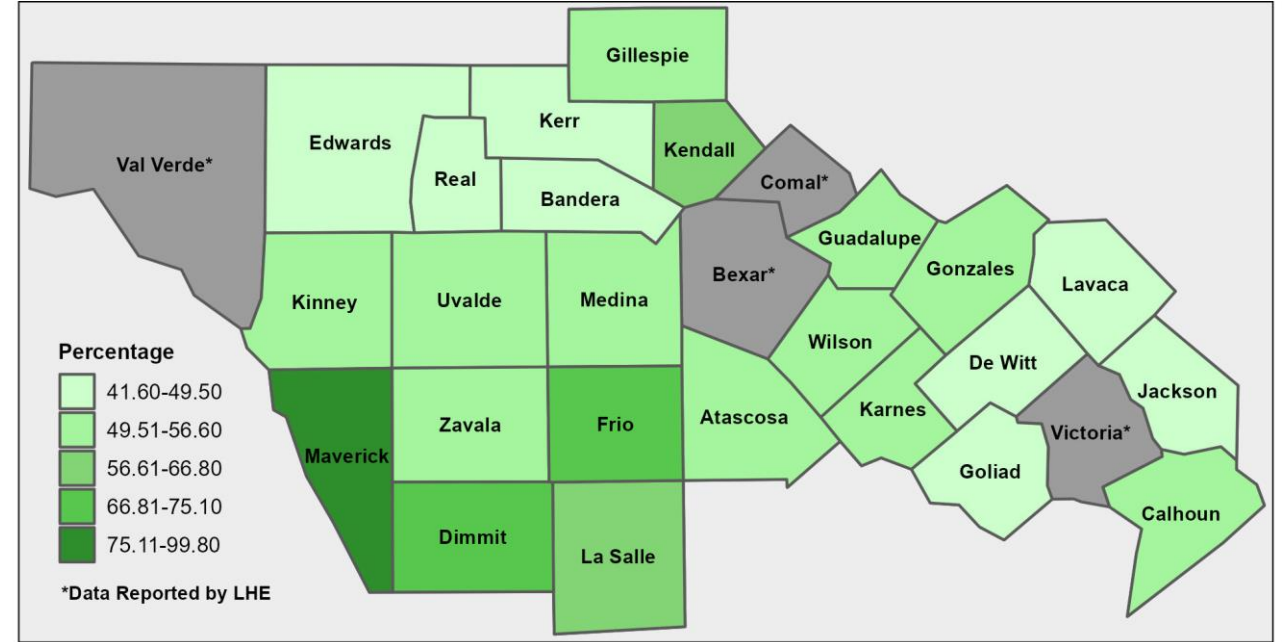 Gillespie
Kerr
Edwards
Kendall
Val Verde*
Real
Comal*
Bandera
Guadalupe
Gonzales
Bexar*
Lavaca
Kinney
Uvalde
Medina
Wilson
De Witt
Jackson
Karnes
Atascosa
Zavala
Frio
Victoria*
Maverick
Goliad
Calhoun
Dimmit
La Salle
Percentage
41.60-49.50
49.51-56.60
56.61-66.80
66.81-75.10
75.11-99.80
*Data Reported by LHE